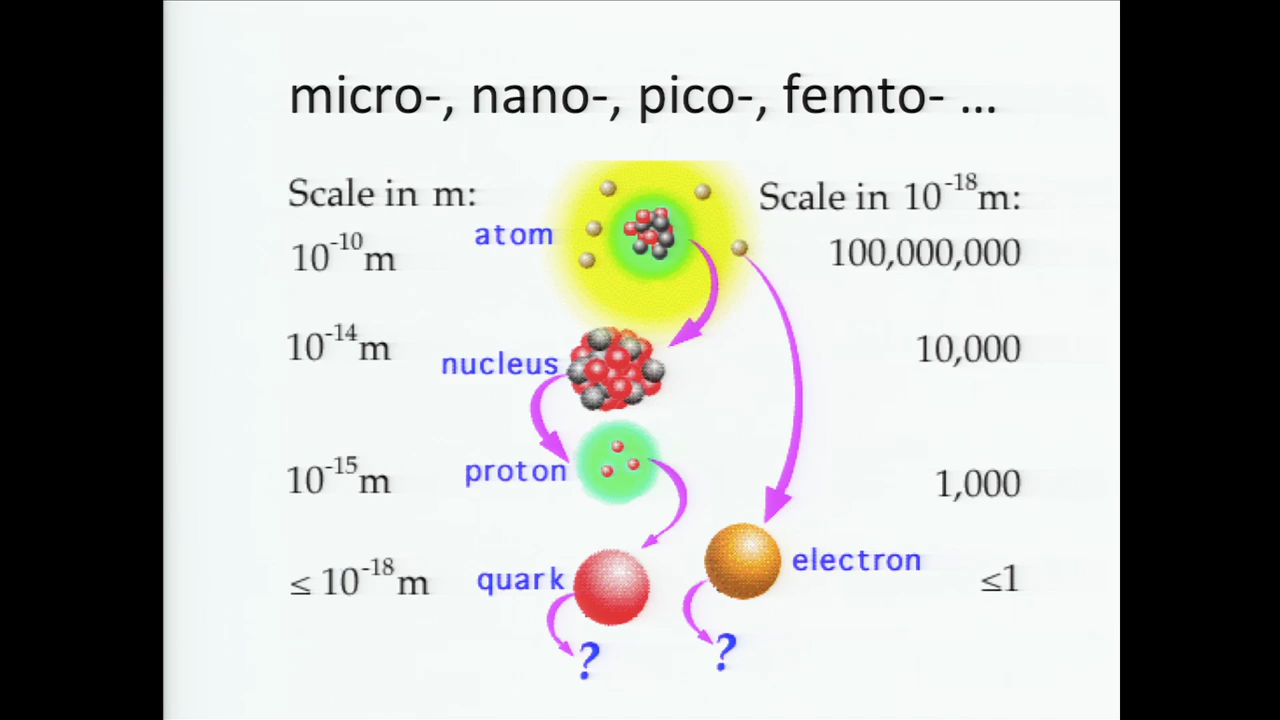 micro-, nano-, pico-, femto- ...
Scale in m:
Scale in 10⁻¹⁸m:
atom
10⁻¹⁰m
100,000,000
10⁻¹⁴m
nucleus
10,000
10⁻¹⁵m
proton
1,000
≤ 10⁻¹⁸m
quark
electron
≤1
?
?